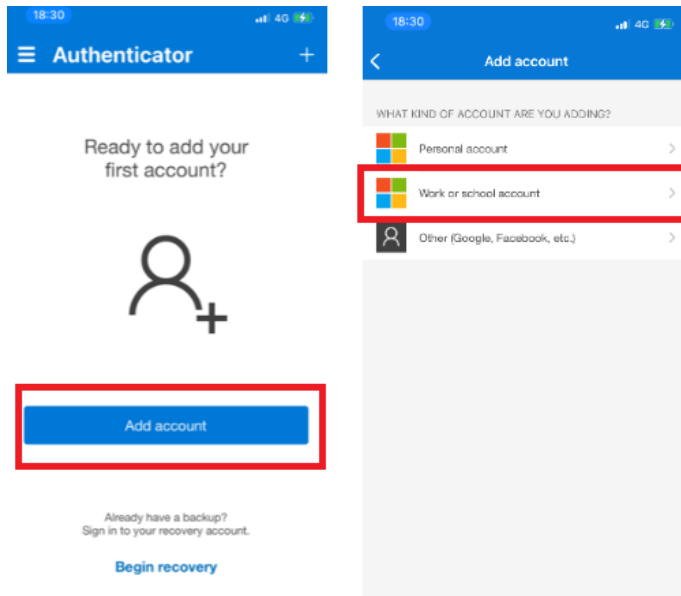 18:30
4G
Authenticator
Ready to add your
first account?
Add account
Already have a backup?
Sign in to your recovery account.
Begin recovery
18:30
4G
Add account
WHAT KIND OF ACCOUNT ARE YOU ADDING?
Personal account
Work or school account
Other (Google, Facebook, etc.)